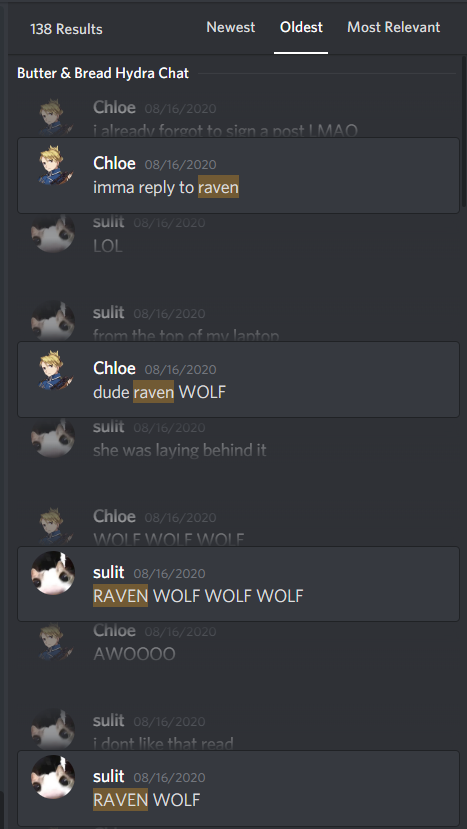 138 Results
Newest
Oldest
Most Relevant
Butter & Bread Hydra Chat
Chloe 08/16/2020
i already forgot to sign a post LMAO
Chloe 08/16/2020
imma reply to raven
sulit 08/16/2020
LOL
sulit 08/16/2020
from the top of my laptop
Chloe 08/16/2020
dude raven WOLF
sulit 08/16/2020
she was laying behind it
Chloe 08/16/2020
WOLF WOLF WOLF
sulit 08/16/2020
RAVEN WOLF WOLF WOLF
Chloe 08/16/2020
AWOOOO
sulit 08/16/2020
i dont like that read
sulit 08/16/2020
RAVEN WOLF